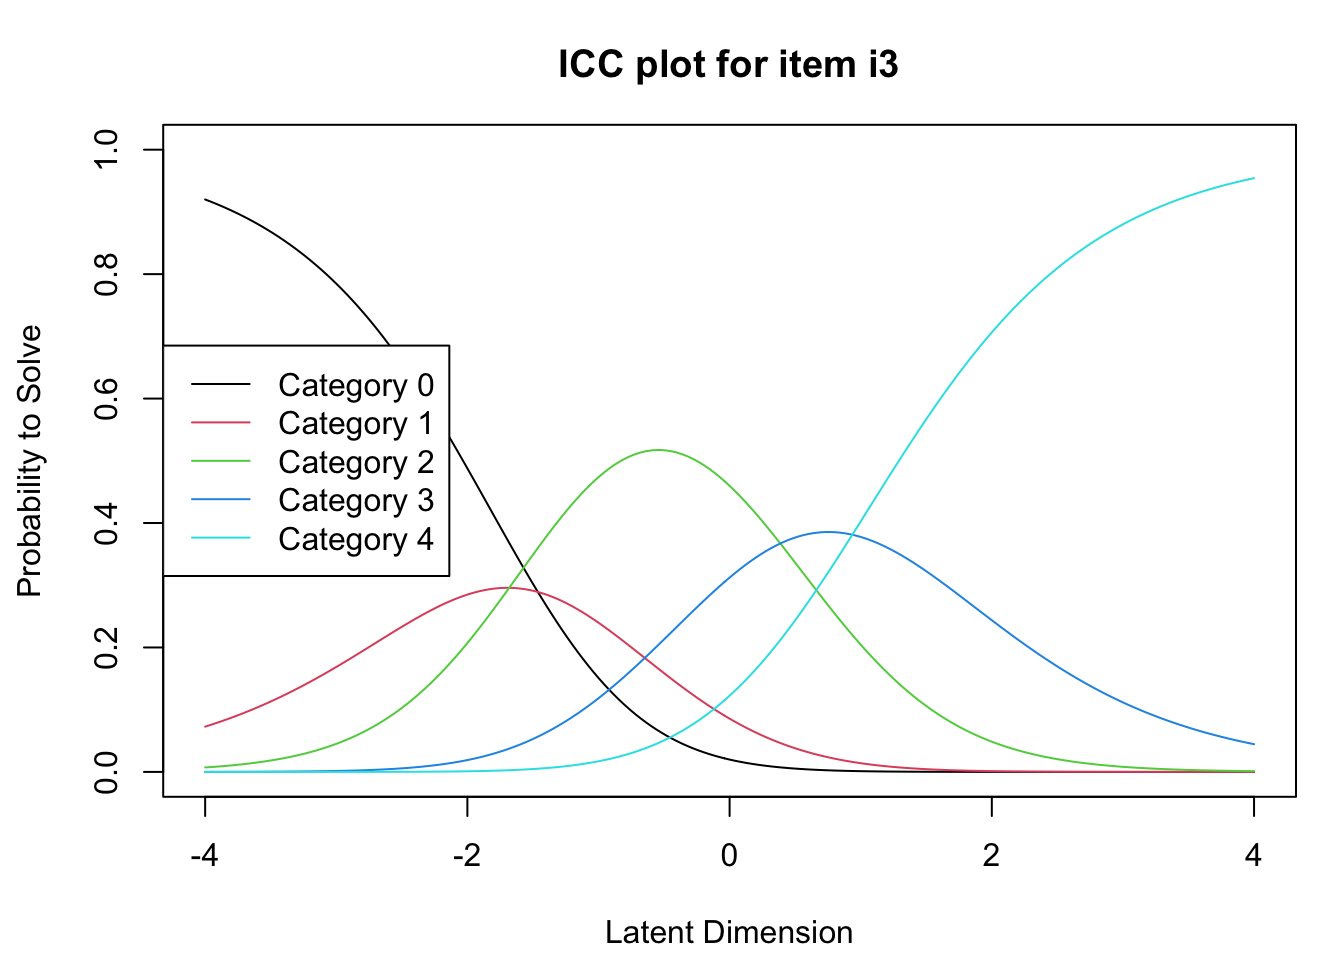 ICC plot for item i3
Probability to Solve
1.0
0.8
0.6
0.4
0.2
0.0
Category 0
Category 1
Category 2
Category 3
Category 4
-4 -2 0 2 4
Latent Dimension